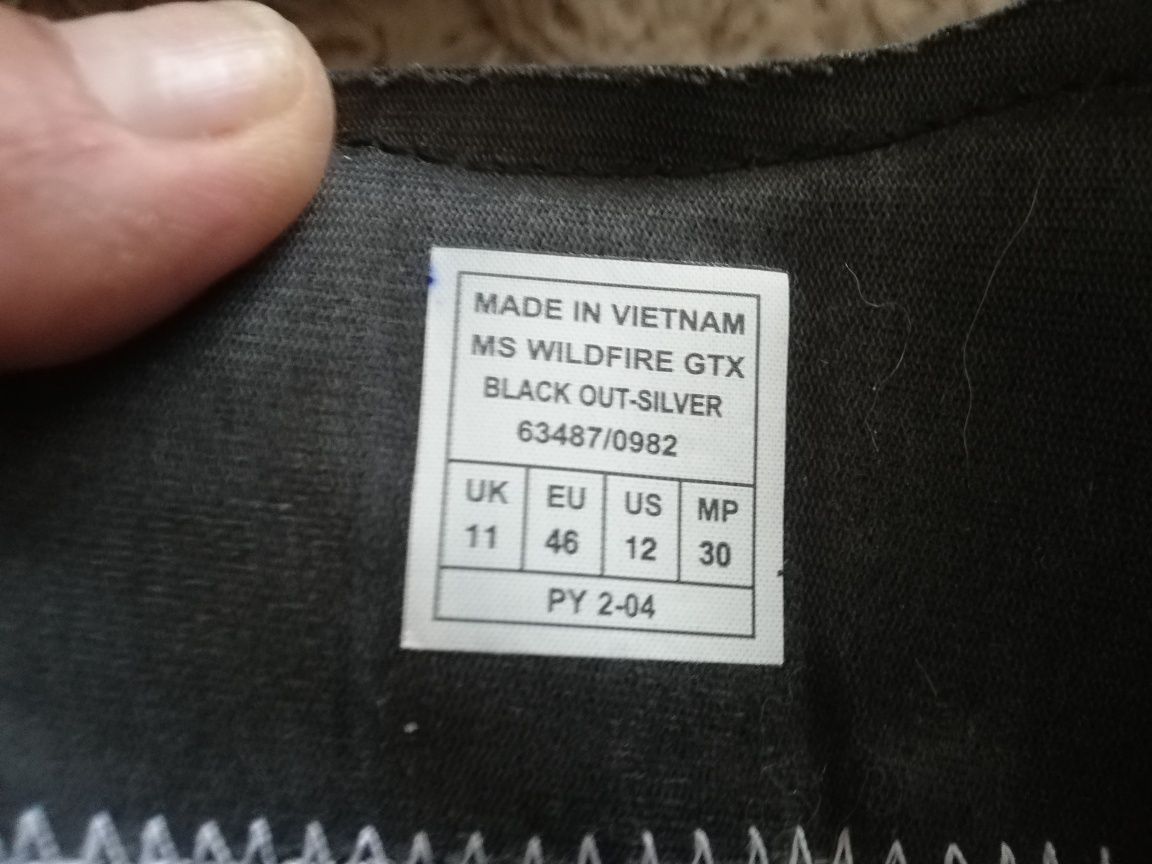 MADE IN VIETNAM
MS WILDFIRE GTX
BLACK OUT-SILVER
63487/0982
UK EU US MP
11 46 12 30
PY 2-04